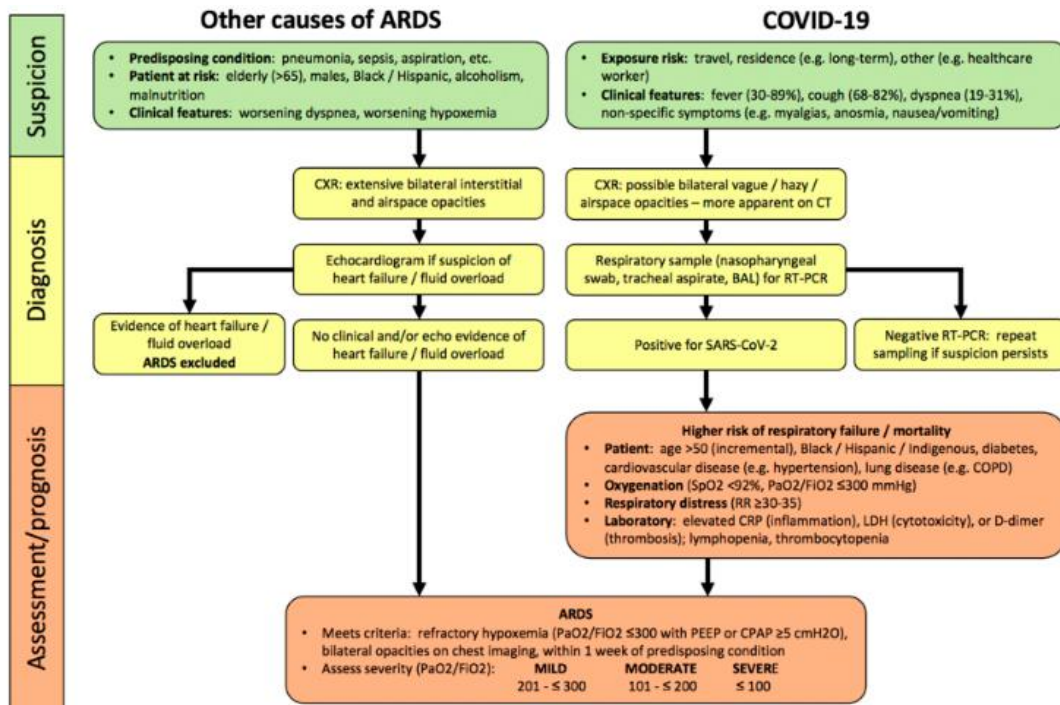 Other causes of ARDS
COVID-19
Suspicion
• Predisposing condition: pneumonia, sepsis, aspiration, etc.
• Patient at risk: elderly (>65), males, Black / Hispanic, alcoholism,
malnutrition
• Clinical features: worsening dyspnea, worsening hypoxemia
• Exposure risk: travel, residence (e.g. long-term), other (e.g. healthcare
worker)
• Clinical features: fever (30-89%), cough (68-82%), dyspnea (19-31%),
non-specific symptoms (e.g. myalgias, anosmia, nausea/vomiting)
Diagnosis
CXR: extensive bilateral interstitial
and airspace opacities
CXR: possible bilateral vague / hazy /
airspace opacities – more apparent on CT
Echocardiogram if suspicion of
heart failure / fluid overload
Respiratory sample (nasopharyngeal
swab, tracheal aspirate, BAL) for RT-PCR
Evidence of heart failure /
fluid overload
ARDS excluded
No clinical and/or echo evidence of
heart failure / fluid overload
Positive for SARS-CoV-2
Negative RT-PCR: repeat
sampling if suspicion persists
Assessment/prognosis
Higher risk of respiratory failure / mortality
• Patient: age >50 (incremental), Black / Hispanic / Indigenous, diabetes,
cardiovascular disease (e.g. hypertension), lung disease (e.g. COPD)
• Oxygenation (SpO2 <92%, PaO2/FiO2 ≤300 mmHg)
• Respiratory distress (RR ≥30-35)
• Laboratory: elevated CRP (inflammation), LDH (cytotoxicity), or D-dimer
(thrombosis); lymphopenia, thrombocytopenia
ARDS
• Meets criteria: refractory hypoxemia (PaO2/FiO2 ≤300 with PEEP or CPAP ≥5 cmH2O),
bilateral opacities on chest imaging, within 1 week of predisposing condition
• Assess severity (PaO2/FiO2): MILD MODERATE SEVERE
201 - ≤ 300 101 - ≤ 200 ≤ 100